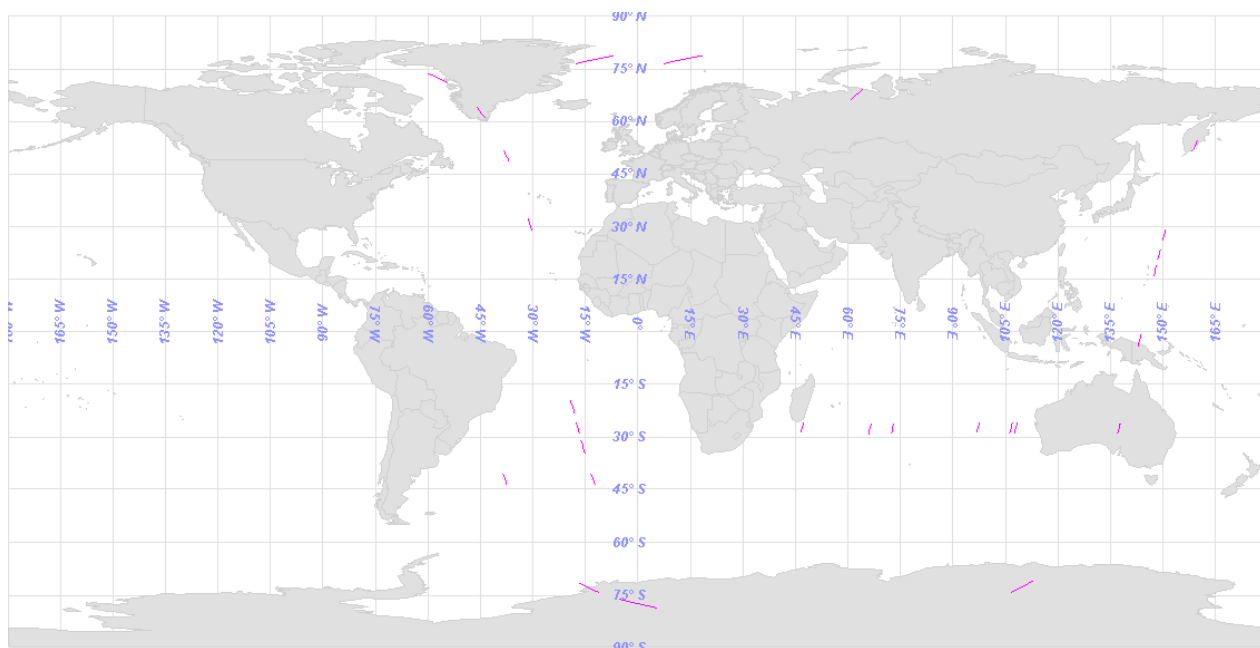 90° N
75° N
60° N
45° N
30° N
15° N
165° W
150° W
135° W
120° W
105° W
90° W
75° W
60° W
45° W
30° W
15° W
0°
15° E
30° E
45° E
60° E
75° E
90° E
105° E
120° E
135° E
150° E
165° E
15° S
30° S
45° S
60° S
75° S
90° S